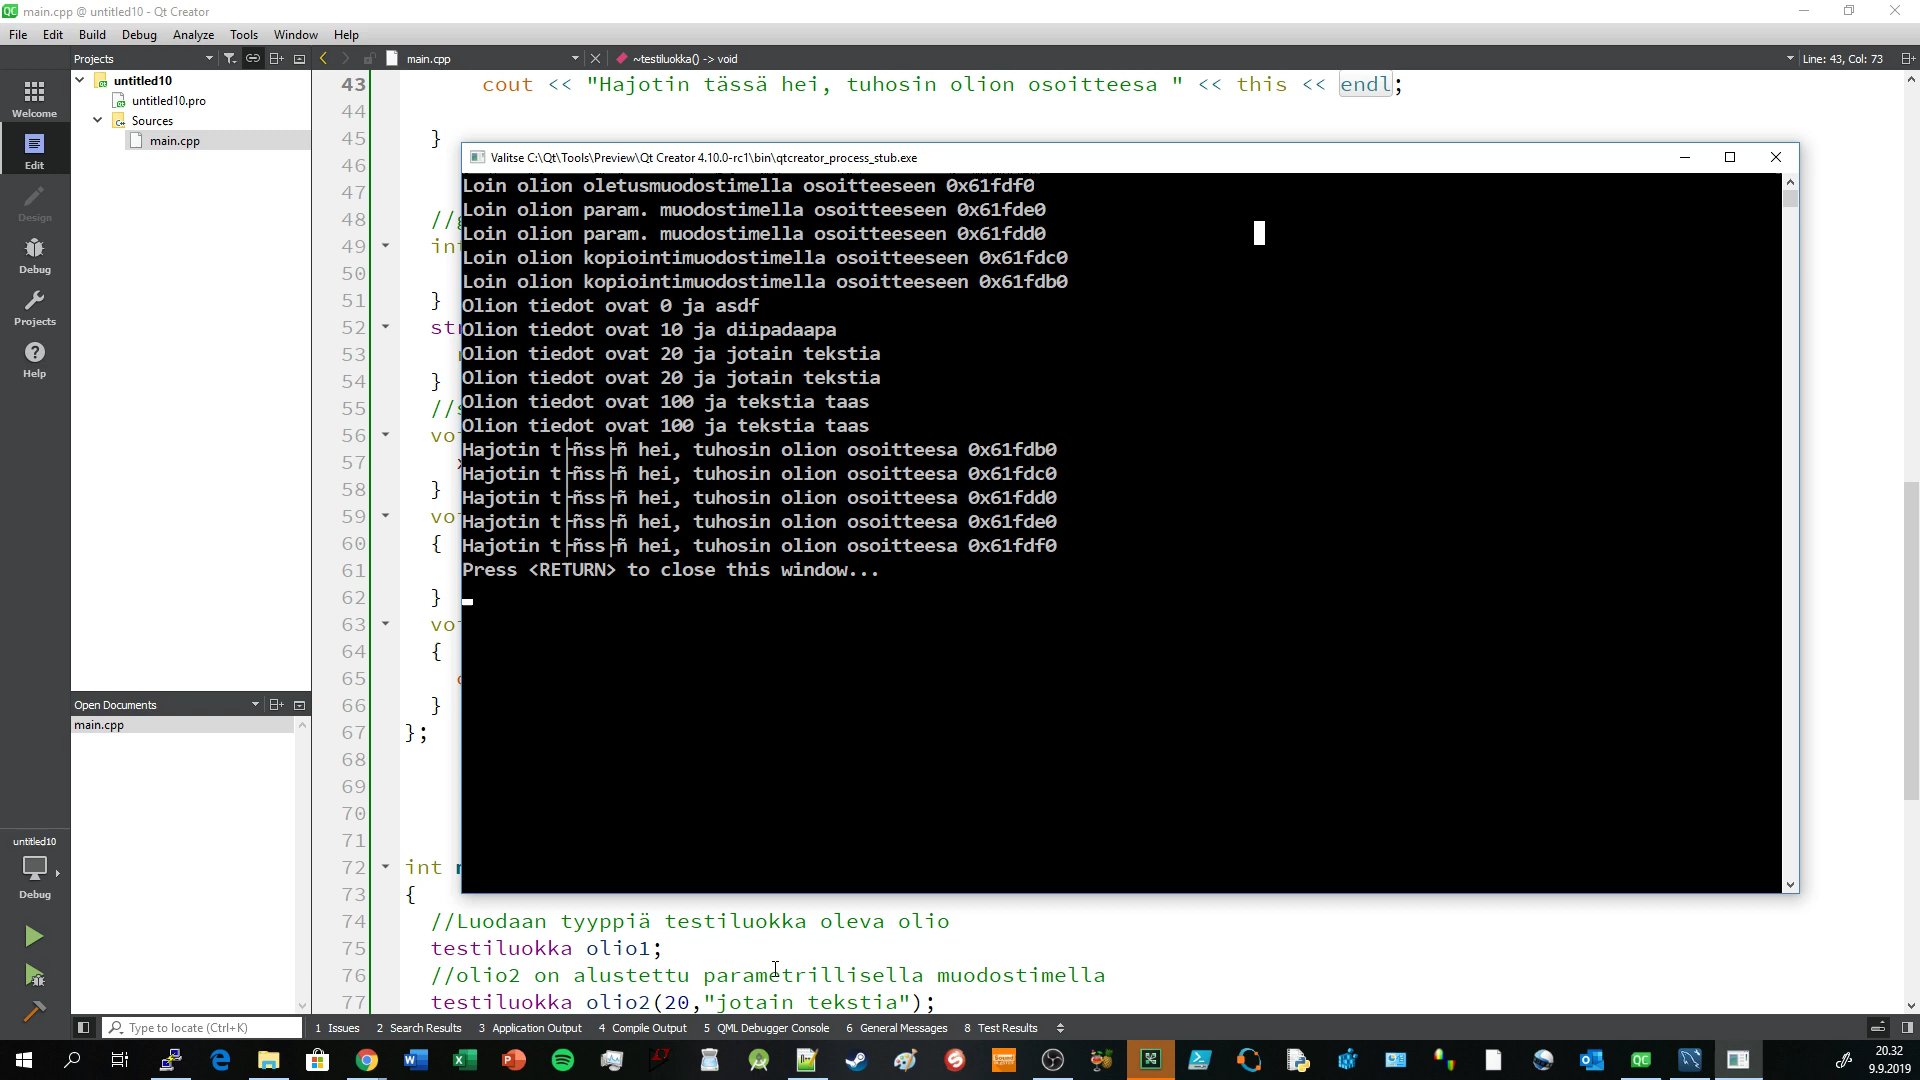 main.cpp @ untitled10 - Qt Creator
File Edit Build Debug Analyze Tools Window Help
Projects
main.cpp
~testiluokka() -> void
Line: 43, Col: 73
Welcome
Edit
Design
Debug
Projects
Help
untitled10
untitled10.pro
Sources
main.cpp
Open Documents
main.cpp
43 cout << "Hajotin tässä hei, tuhosin olion osoitteesa " << this << endl;
44
45 }
46
47
48 //
49 int
50
51 }
52 str
53
54 }
55 //
56 vo
57
58 }
59 vo
60 {
61
62 }
63 vo
64 {
65
66 }
67 };
68
69
70
71
72 int
73 {
74 //Luodaan tyyppiä testiluokka oleva olio
75 testiluokka olio1;
76 //olio2 on alustettu parametrillisella muodostimella
77 testiluokka olio2(20,"jotain tekstia");
Valitse C:\Qt\Tools\Preview\Qt Creator 4.10.0-rc1\bin\qtcreator_process_stub.exe
Loin olion oletusmuodostimella osoitteeseen 0x61fdf0
Loin olion param. muodostimella osoitteeseen 0x61fde0
Loin olion param. muodostimella osoitteeseen 0x61fdd0
Loin olion kopiointimuodostimella osoitteeseen 0x61fdc0
Loin olion kopiointimuodostimella osoitteeseen 0x61fdb0
Olion tiedot ovat 0 ja asdf
Olion tiedot ovat 10 ja diipadaapa
Olion tiedot ovat 20 ja jotain tekstia
Olion tiedot ovat 20 ja jotain tekstia
Olion tiedot ovat 100 ja tekstia taas
Olion tiedot ovat 100 ja tekstia taas
Hajotin t├ñss├ñ hei, tuhosin olion osoitteesa 0x61fdb0
Hajotin t├ñss├ñ hei, tuhosin olion osoitteesa 0x61fdc0
Hajotin t├ñss├ñ hei, tuhosin olion osoitteesa 0x61fdd0
Hajotin t├ñss├ñ hei, tuhosin olion osoitteesa 0x61fde0
Hajotin t├ñss├ñ hei, tuhosin olion osoitteesa 0x61fdf0
Press <RETURN> to close this window...
untitled10
Debug
Type to locate (Ctrl+K)
1 Issues 2 Search Results 3 Application Output 4 Compile Output 5 QML Debugger Console 6 General Messages 8 Test Results
20.32
9.9.2019